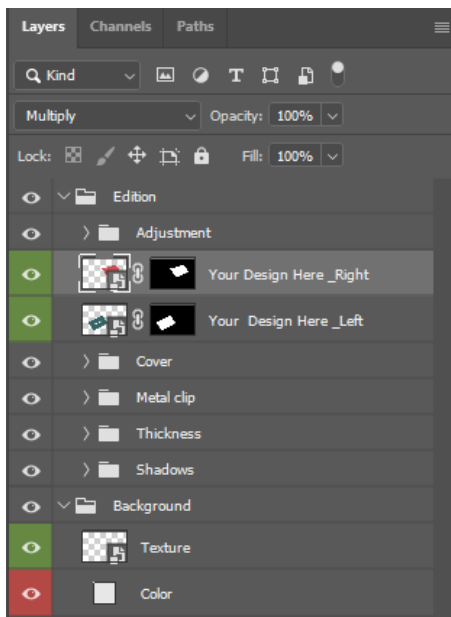 Layers Channels Paths
Kind
Multiply Opacity: 100%
Lock: Fill: 100%
Edition
Adjustment
Your Design Here _Right
Your  Design Here _Left
Cover
Metal clip
Thickness
Shadows
Background
Texture
Color